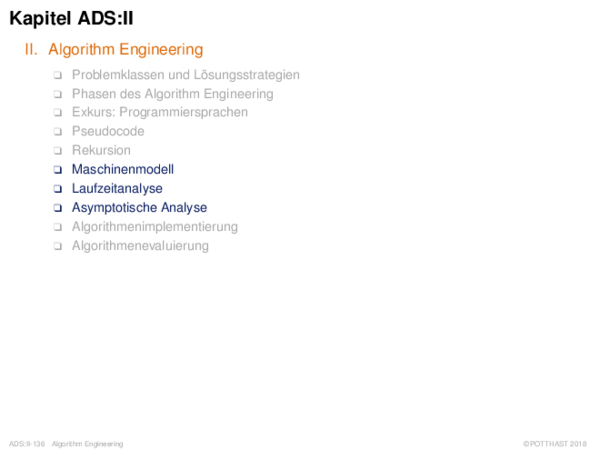 Kapitel ADS:II
II. Algorithm Engineering
❑ Problemklassen und Lösungsstrategien
❑ Phasen des Algorithm Engineering
❑ Exkurs: Programmiersprachen
❑ Pseudocode
❑ Rekursion
❑ Maschinenmodell
❑ Laufzeitanalyse
❑ Asymptotische Analyse
❑ Algorithmenimplementierung
❑ Algorithmenevaluierung
ADS:II-136 Algorithm Engineering ©POTTHAST 2018